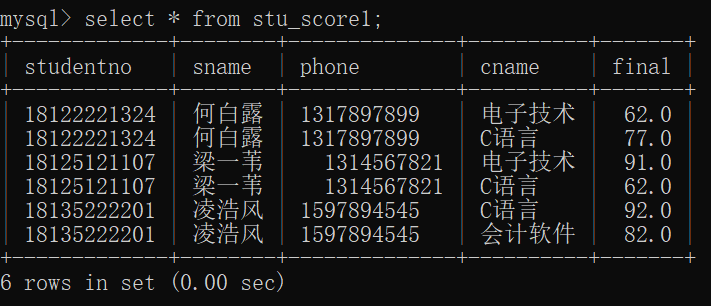 mysql> select * from stu_score1;
+-------------+--------+--------------+----------+-------+
| studentno   | sname  | phone        | cname    | final |
+-------------+--------+--------------+----------+-------+
| 18122221324 | 何白露 | 1317897899   | 电子技术 |  62.0 |
| 18122221324 | 何白露 | 1317897899   | C语言    |  77.0 |
| 18125121107 | 梁一苇 |   1314567821 | 电子技术 |  91.0 |
| 18125121107 | 梁一苇 |   1314567821 | C语言    |  62.0 |
| 18135222201 | 凌浩风 | 1597894545   | C语言    |  92.0 |
| 18135222201 | 凌浩风 | 1597894545   | 会计软件 |  82.0 |
+-------------+--------+--------------+----------+-------+
6 rows in set (0.00 sec)